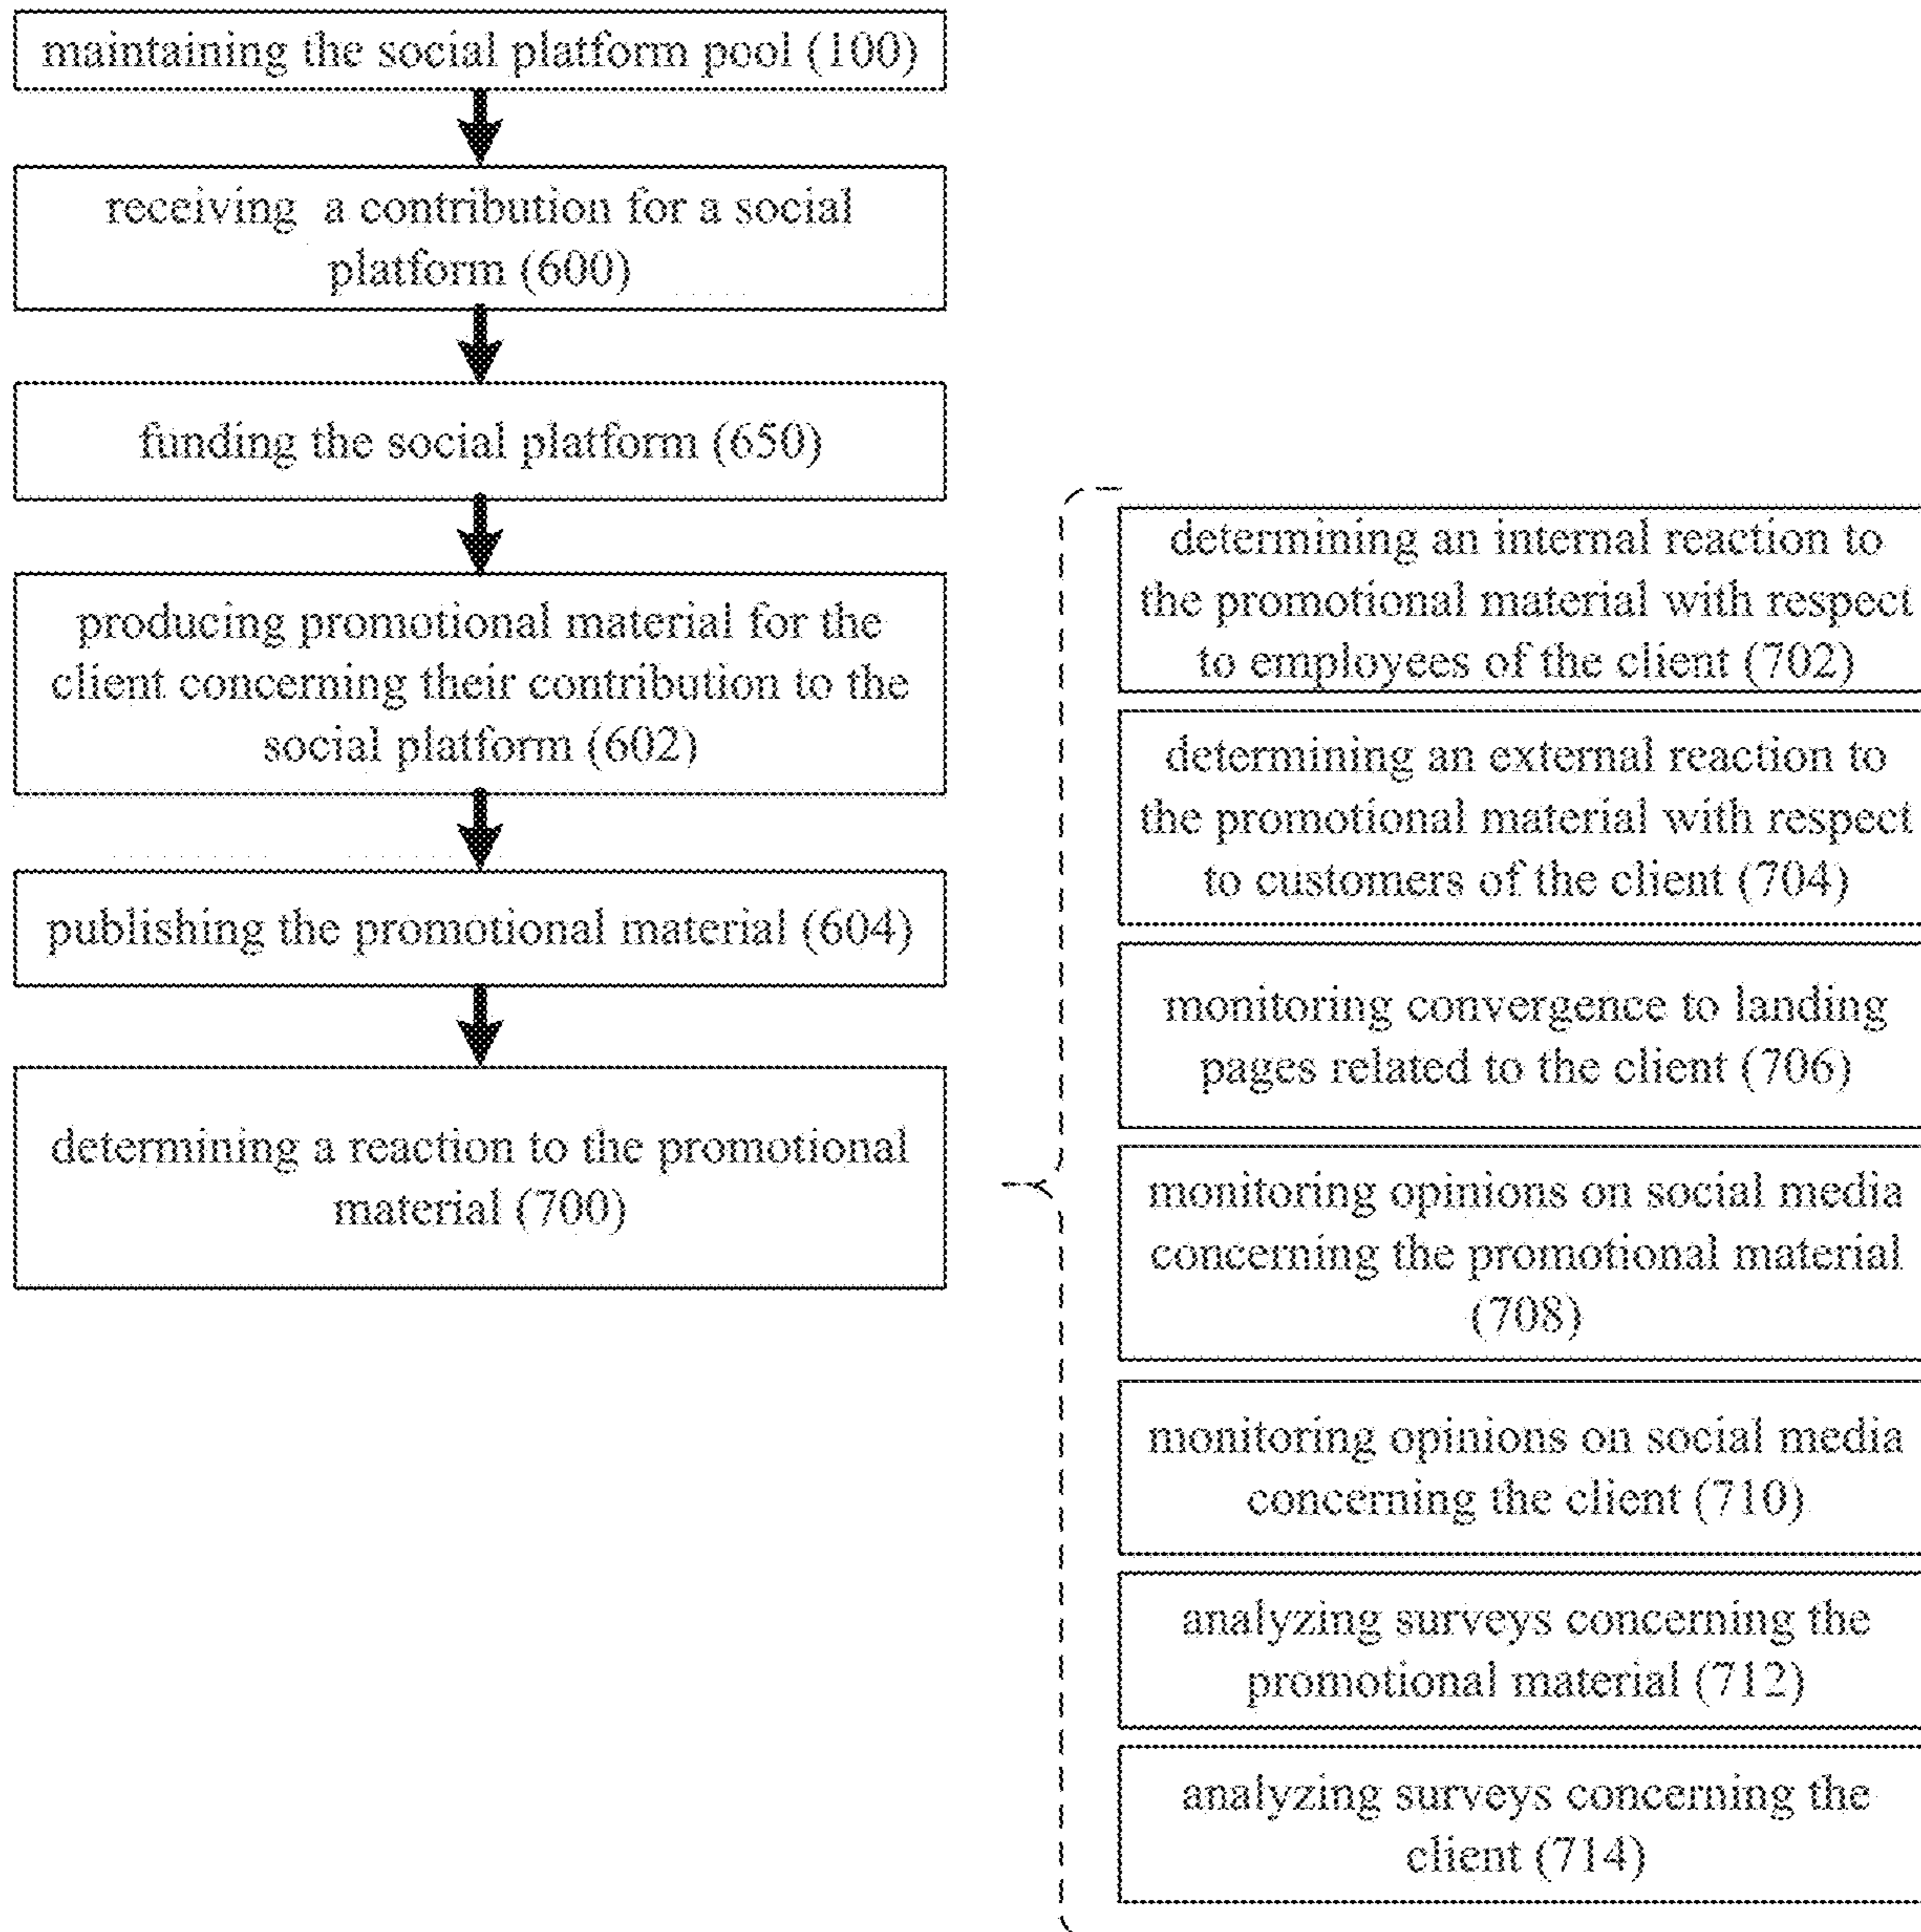 maintaining the social platform pool (100)
receiving a contribution for a social
platform (600)
funding the social platform (650)
producing promotional material for the
client concerning their contribution to the
social platform (602)
publishing the promotional material (604)
determining a reaction to the promotional
material (700)
determining an internal reaction to
the promotional material with respect
to employees of the client (702)
determining an external reaction to
the promotional material with respect
to customers of the client (704)
monitoring convergence to landing
pages related to the client (706)
monitoring opinions on social media
concerning the promotional material
(708)
monitoring opinions on social media
concerning the client (710)
analyzing surveys concerning the
promotional material (712)
analyzing surveys concerning the
client (714)